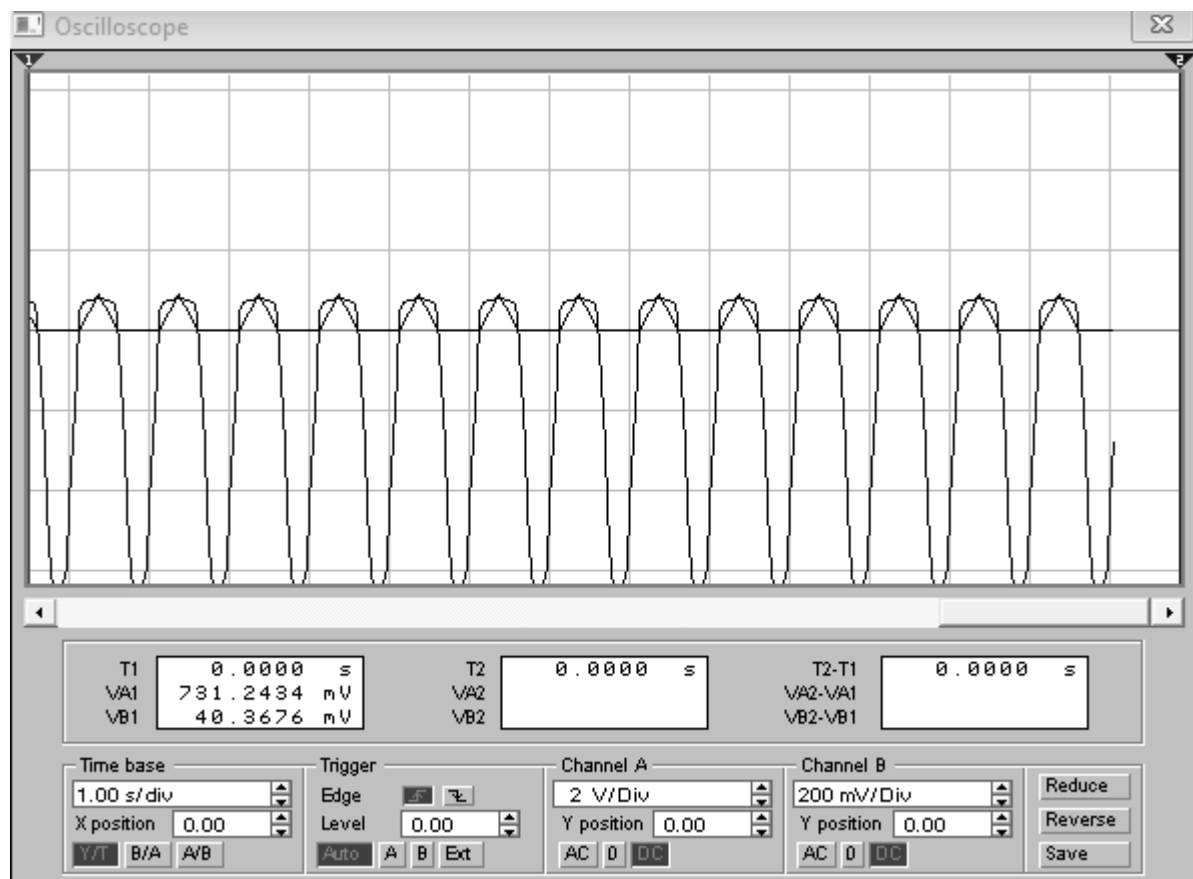 Oscilloscope
1 2
T1 0.0000 s T2 0.0000 s T2-T1 0.0000 s
VA1 731.2434 mV VA2 VA2-VA1
VB1 40.3676 mV VB2 VB2-VB1
Time base Trigger Channel A Channel B
1.00 s/div Edge 2 V/Div 200 mV/Div Reduce
X position 0.00 Level 0.00 Y position 0.00 Y position 0.00 Reverse
Y/T B/A A/B Auto A B Ext AC 0 DC AC 0 DC Save